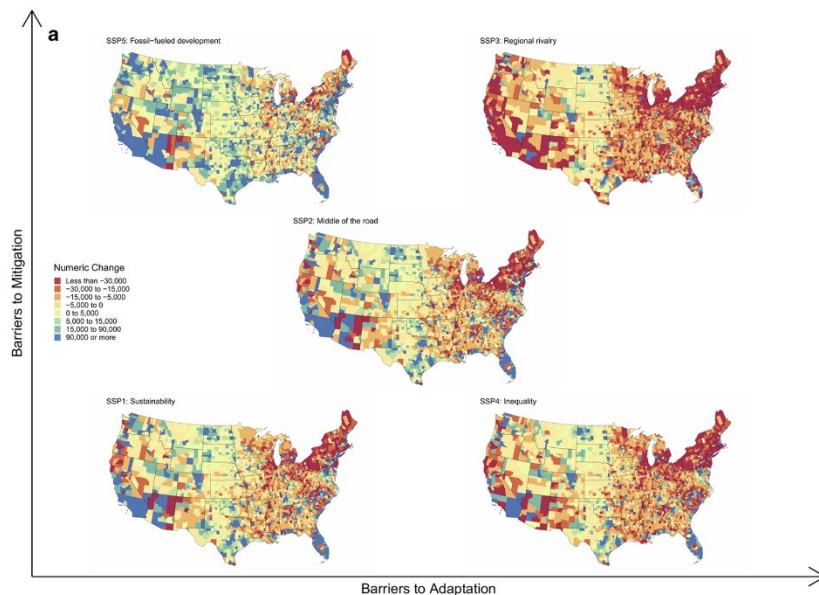 a
SSP5: Fossil−fueled development
SSP3: Regional rivalry
SSP2: Middle of the road
Numeric Change
Less than −30,000
−30,000 to −15,000
−15,000 to −5,000
−5,000 to 0
0 to 5,000
5,000 to 15,000
15,000 to 90,000
90,000 or more
SSP1: Sustainability
SSP4: Inequality
Barriers to Mitigation
Barriers to Adaptation